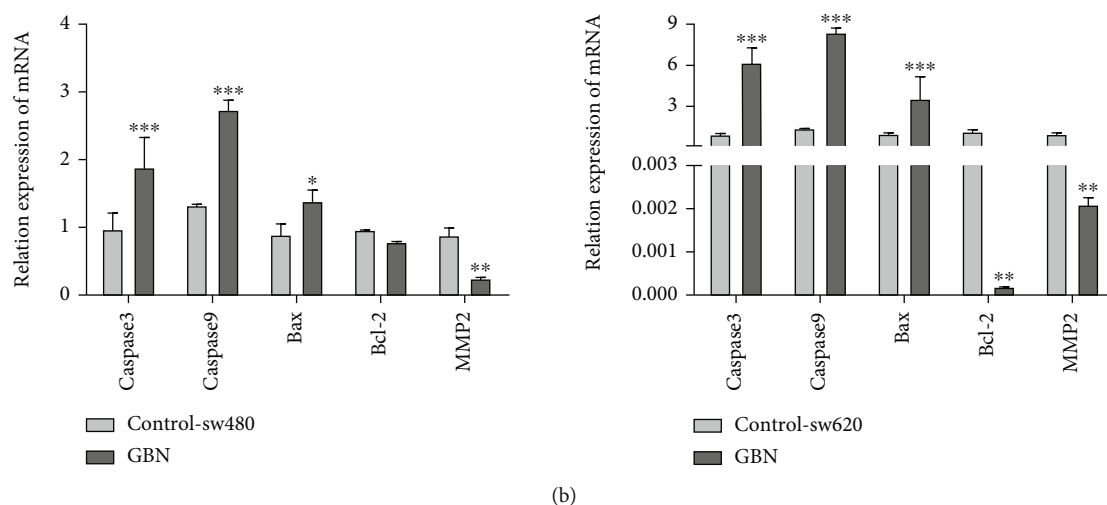 Relation expression of mRNA
4
3
2
1
0
***
***
*
**
Caspase3
Caspase9
Bax
Bcl-2
MMP2
Control-sw480
GBN
Relation expression of mRNA
9
6
3
0.003
0.002
0.001
0.000
***
***
***
**
**
Caspase3
Caspase9
Bax
Bcl-2
MMP2
Control-sw620
GBN
(b)